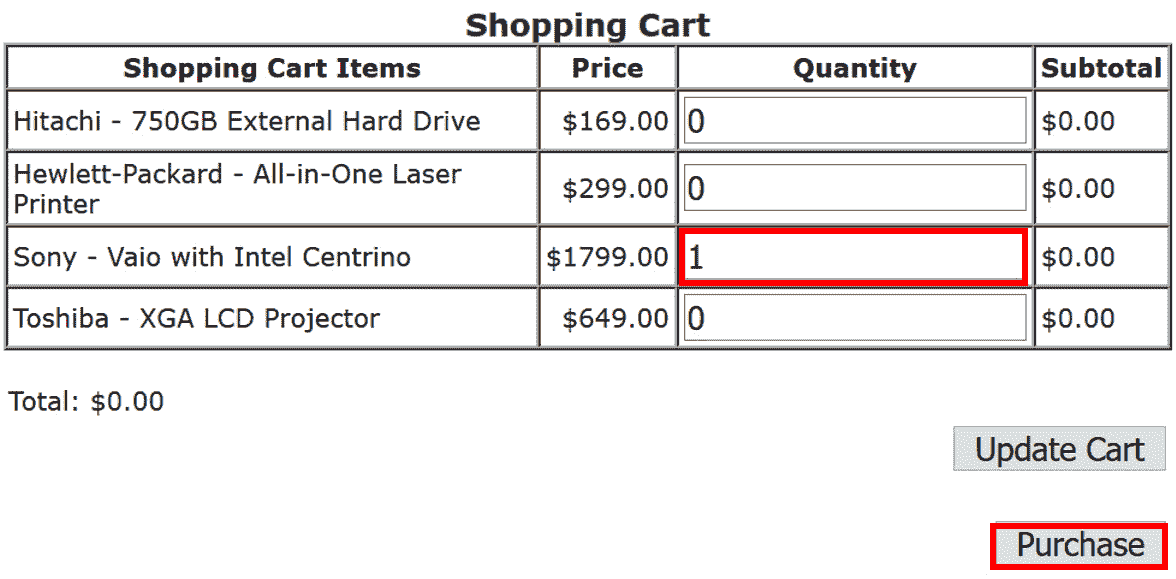 Shopping Cart
Shopping Cart Items Price Quantity Subtotal
Hitachi - 750GB External Hard Drive $169.00 0 $0.00
Hewlett-Packard - All-in-One Laser
Printer $299.00 0 $0.00
Sony - Vaio with Intel Centrino $1799.00 1 $0.00
Toshiba - XGA LCD Projector $649.00 0 $0.00
Total: $0.00
Update Cart
Purchase